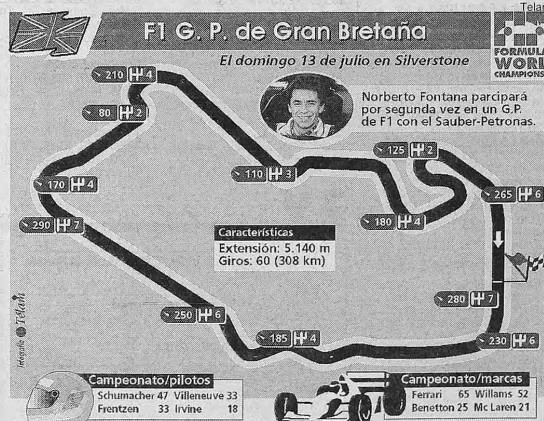 Telam
F1 G. P. de Gran Bretaña
El domingo 13 de julio en Silverstone
FORMULA
WORLD
CHAMPIONS
Norberto Fontana parcipará
por segunda vez en un G.P.
de F1 con el Sauber-Petronas.
210 4
80 2
125 2
110 3
265 6
170 4
180 4
290 7
Características
Extensión: 5.140 m
Giros: 60 (308 km)
280 7
250 6
185 4
230 6
Infografía Télam
Campeonato/pilotos
Schumacher 47 Villeneuve 33
Frentzen 33 Irvine 18
Campeonato/marcas
Ferrari 65 Willams 52
Benetton 25 Mc Laren 21